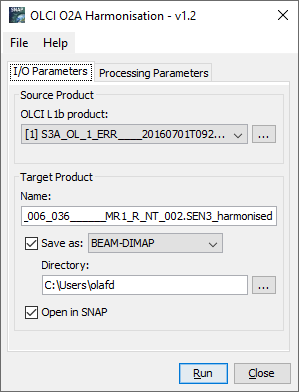 SNAP
OLCI O2A Harmonisation - v1.2
File Help
I/O Parameters Processing Parameters
Source Product
OLCI L1b product:
[1] S3A_OL_1_ERR____20160701T092... ...
Target Product
Name:
_006_036______MR1_R_NT_002.SEN3_harmonised
Save as: BEAM-DIMAP
Directory:
C:\Users\olafd ...
Open in SNAP
Run Close